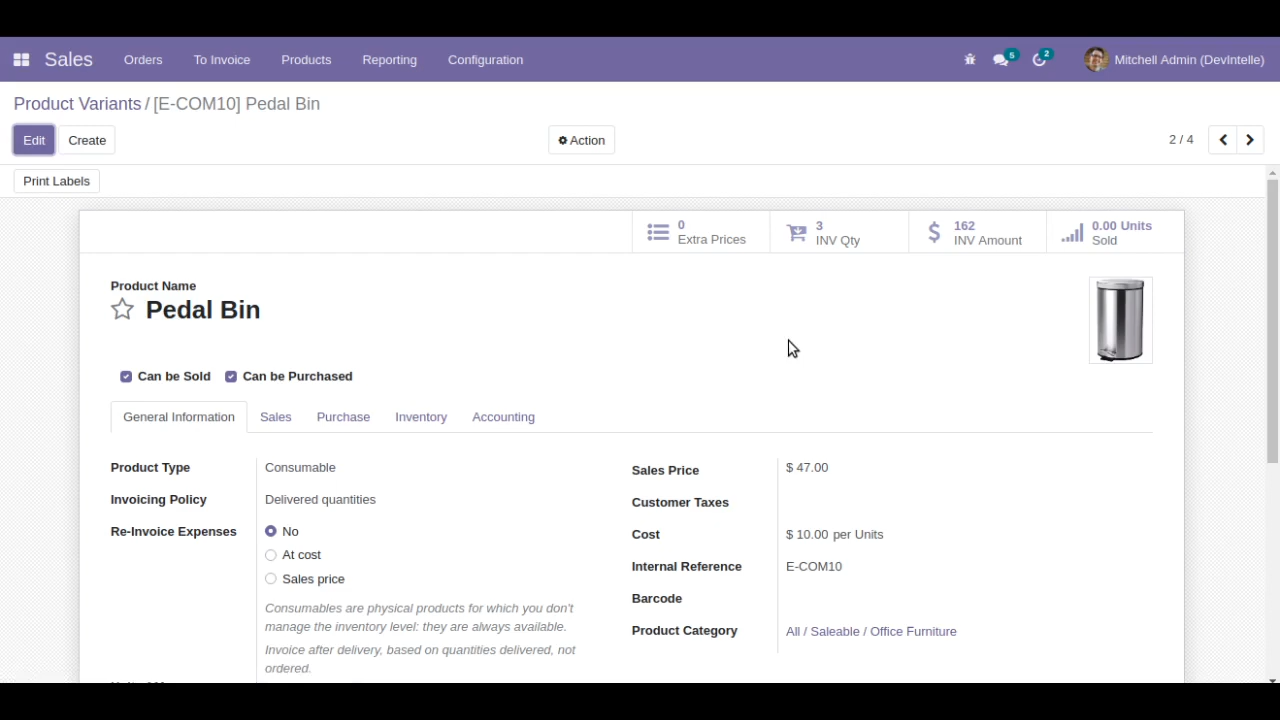 Sales Orders To Invoice Products Reporting Configuration 5 2 Mitchell Admin (DevIntelle)
Product Variants / [E-COM10] Pedal Bin
Edit Create Action 2 / 4
Print Labels
0 Extra Prices
3 INV Qty
162 INV Amount
0.00 Units Sold
Product Name
Pedal Bin
Can be Sold Can be Purchased
General Information Sales Purchase Inventory Accounting
Product Type Consumable
Invoicing Policy Delivered quantities
Re-Invoice Expenses No
At cost
Sales price
Consumables are physical products for which you don't
manage the inventory level: they are always available.
Invoice after delivery, based on quantities delivered, not
ordered.
Sales Price $ 47.00
Customer Taxes
Cost $ 10.00 per Units
Internal Reference E-COM10
Barcode
Product Category All / Saleable / Office Furniture